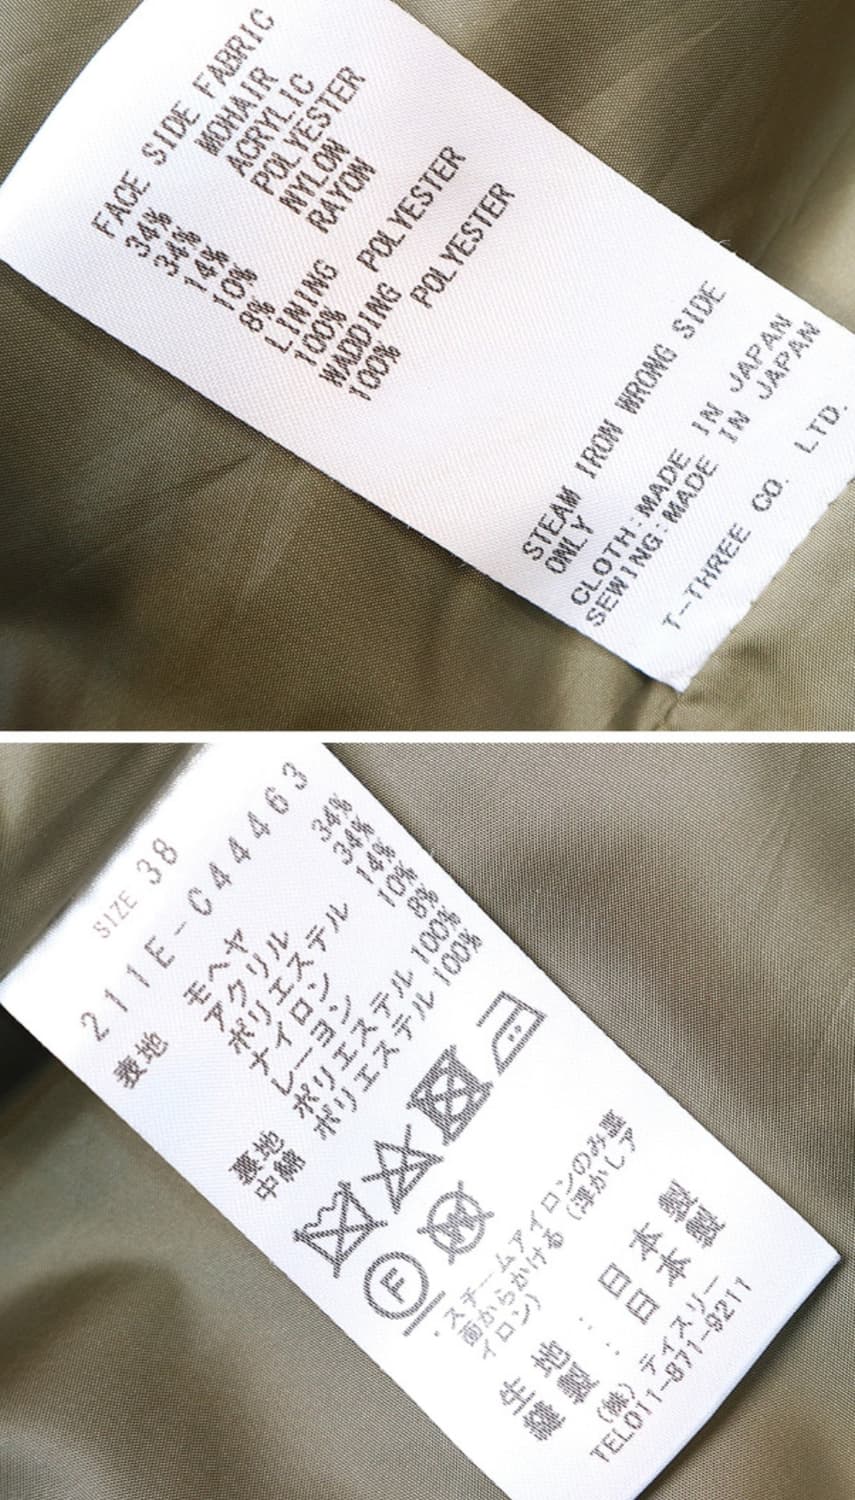 FACE SIDE FABRIC
34% MOHAIR
34% ACRYLIC
14% POLYESTER
10% NYLON
8% RAYON
LINING
100% POLYESTER
WADDING
100% POLYESTER
STEAM IRON WRONG SIDE
ONLY
CLOTH:MADE IN JAPAN
SEWING:MADE IN JAPAN
T-THREE CO. LTD.
SIZE 38
211E-C44463
表地 モヘヤ 34%
アクリル 34%
ポリエステル 14%
ナイロン 10%
レーヨン 8%
裏地 ポリエステル 100%
中綿 ポリエステル 100%
F W
・スチームアイロンのみ裏
面からかける（浮かしア
イロン）
生地：日本製
縫製：日本製
（株）ティスリー
TEL011-871-9211